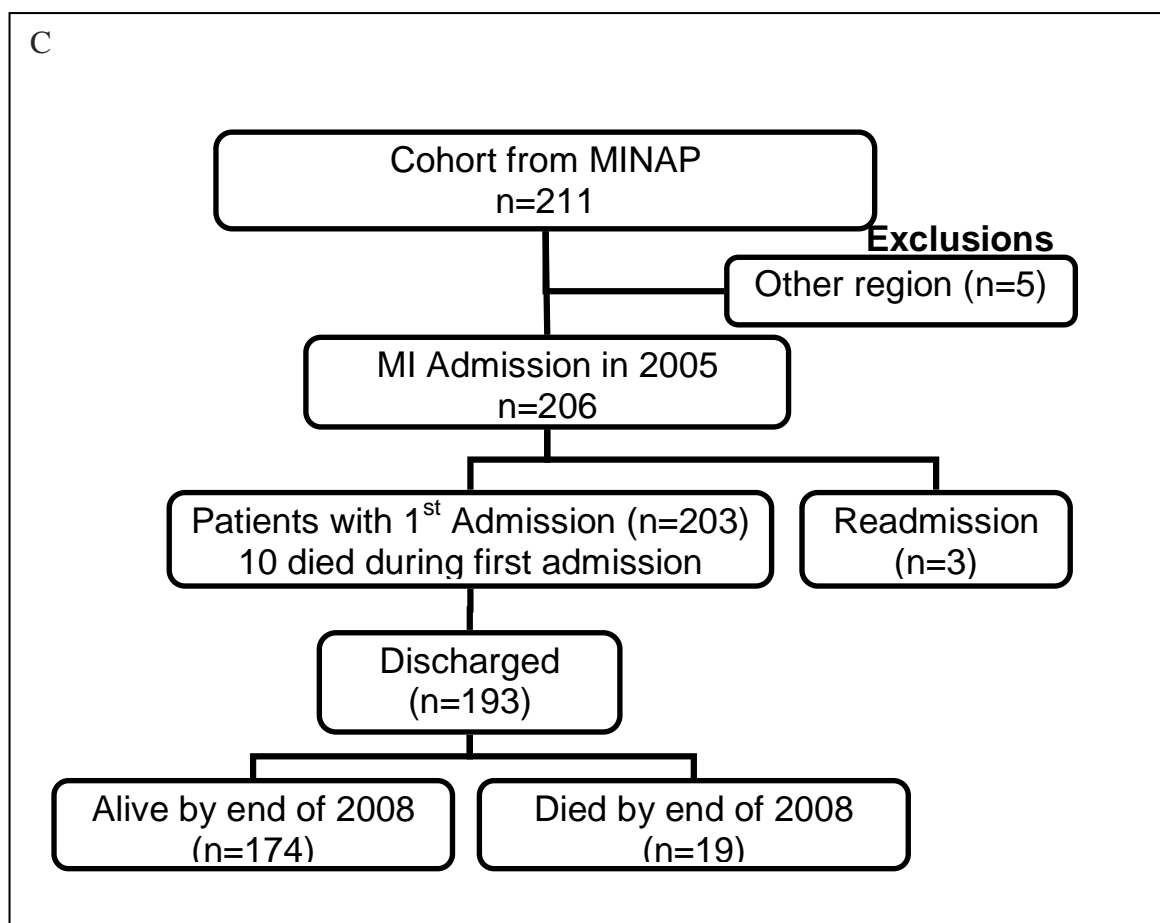 C
Cohort from MINAP
n=211
Exclusions
Other region (n=5)
MI Admission in 2005
n=206
Patients with 1st Admission (n=203)
10 died during first admission
Readmission
(n=3)
Discharged
(n=193)
Alive by end of 2008
(n=174)
Died by end of 2008
(n=19)